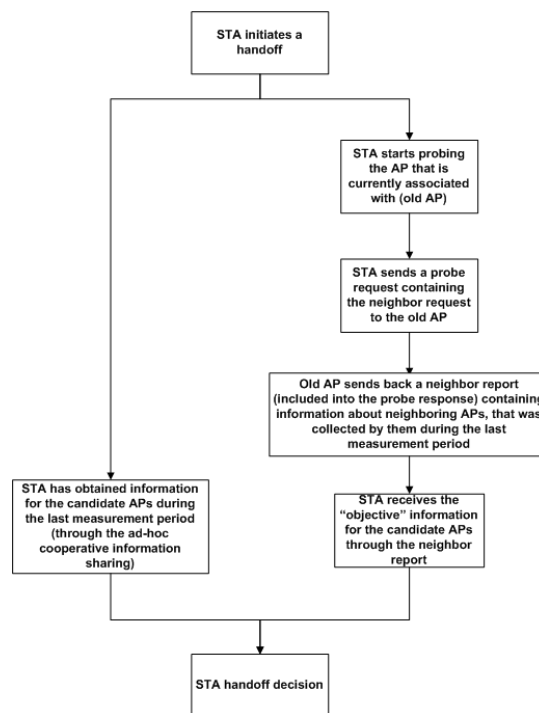 STA initiates a
handoff
STA starts probing
the AP that is
currently associated
with (old AP)
STA sends a probe
request containing
the neighbor request
to the old AP
Old AP sends back a neighbor report
(included into the probe response) containing
information about neighboring APs, that was
collected by them during the last
measurement period
STA has obtained information
for the candidate APs during
the last measurement period
(through the ad-hoc
cooperative information
sharing)
STA receives the
“objective” information
for the candidate APs
through the neighbor
report
STA handoff decision